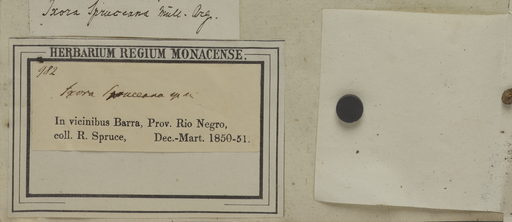 Ixora Spruceana Müll. Arg.
HERBARIUM REGIUM MONACENSE.
982
Ixora Spruceana
In vicinibus Barra, Prov. Rio Negro,
coll. R. Spruce, Dec.-Mart. 1850-51.